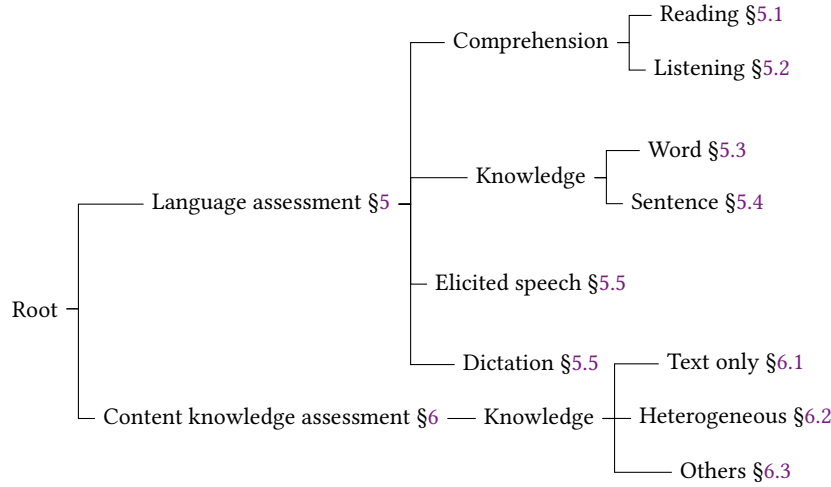 Reading §5.1
Comprehension
Listening §5.2
Word §5.3
Knowledge
Sentence §5.4
Language assessment §5
Elicited speech §5.5
Root
Dictation §5.5
Text only §6.1
Content knowledge assessment §6
Knowledge
Heterogeneous §6.2
Others §6.3